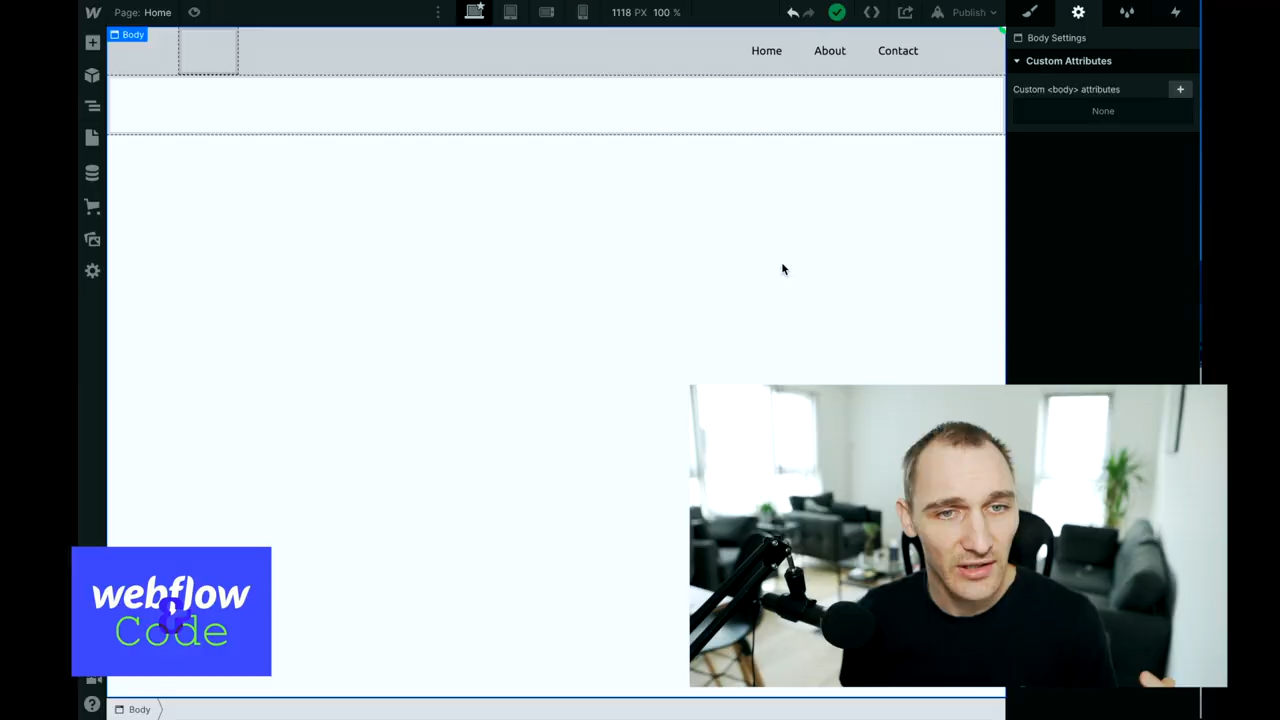 Page: Home
1118 PX 100 %
Publish
Body
Home
About
Contact
Body Settings
Custom Attributes
Custom <body> attributes
+
None
webflow
&
Code
Body